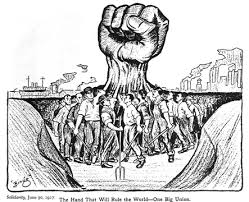 Solidarity, June 30, 1917.  The Hand That Will Rule the World—One Big Union.